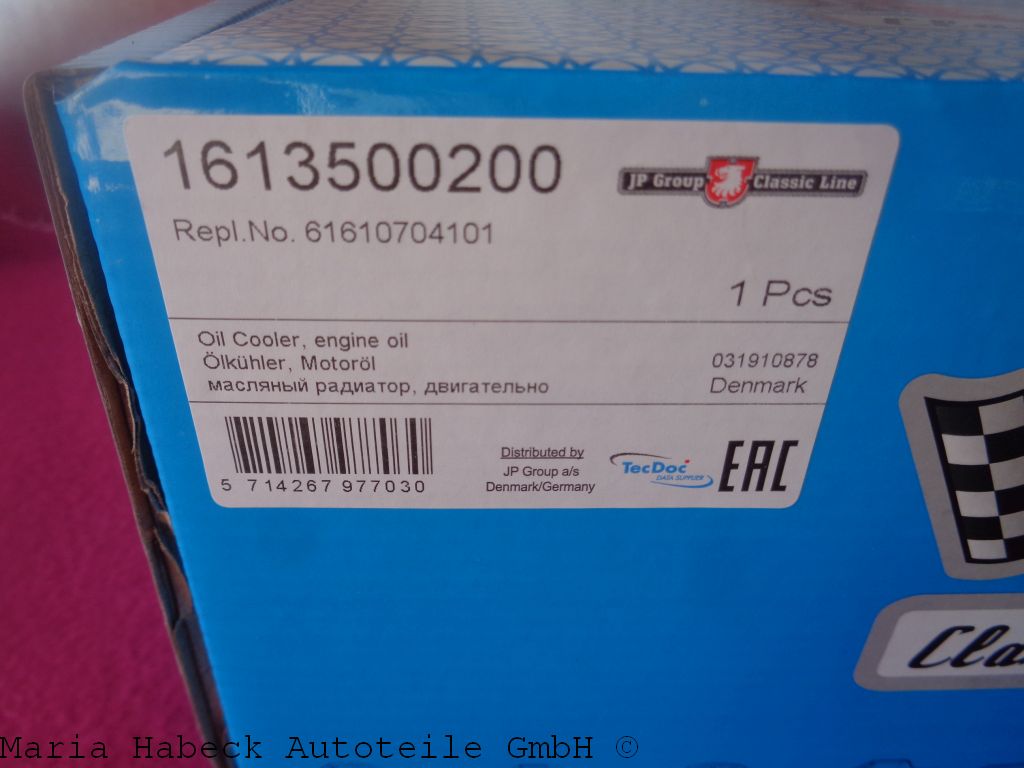 1613500200
JP Group Classic Line
Repl.No. 61610704101
1 Pcs
Oil Cooler, engine oil
Ölkühler, Motoröl
масляный радиатор, двигательно
031910878
Denmark
5 714267 977030
Distributed by
JP Group a/s
Denmark/Germany
TecDoc
DATA SUPPLIER
EAC
Maria Habeck Autoteile GmbH ©